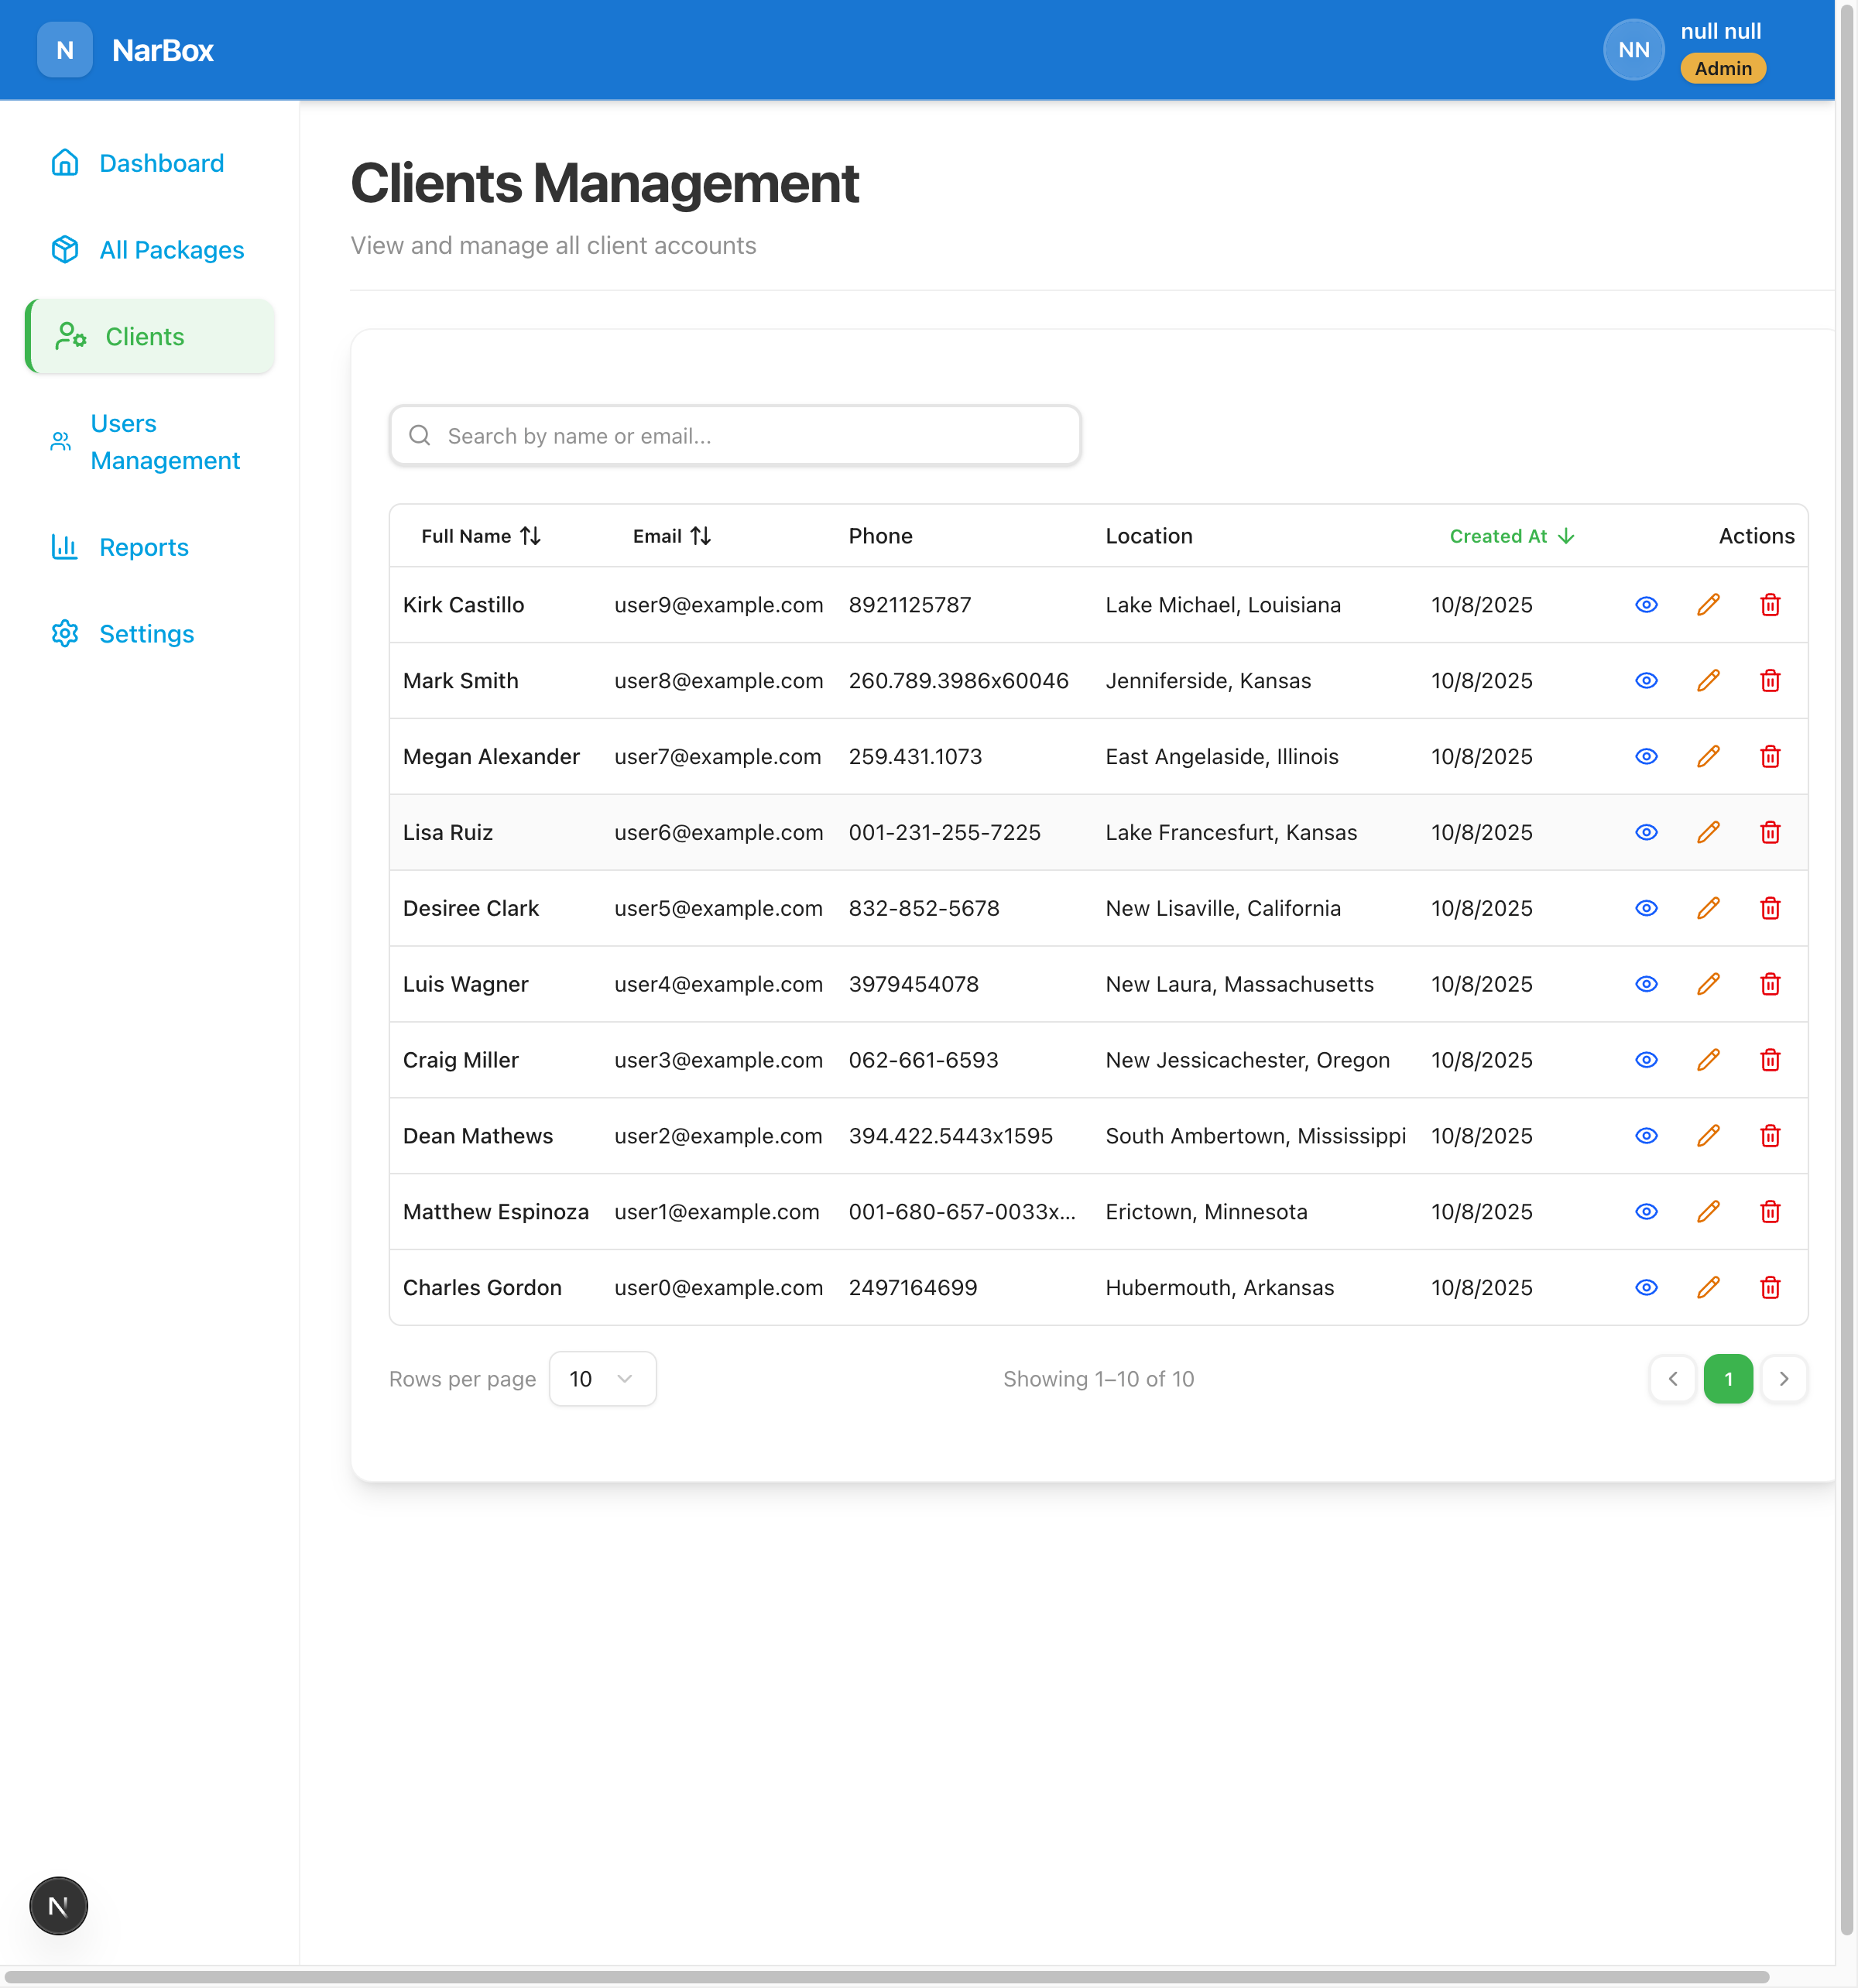 N NarBox
NN null null
Admin
Dashboard
All Packages
Clients
Users
Management
Reports
Settings
Clients Management
View and manage all client accounts
Search by name or email...
Full Name Email Phone Location Created At Actions
Kirk Castillo user9@example.com 8921125787 Lake Michael, Louisiana 10/8/2025
Mark Smith user8@example.com 260.789.3986x60046 Jenniferside, Kansas 10/8/2025
Megan Alexander user7@example.com 259.431.1073 East Angelaside, Illinois 10/8/2025
Lisa Ruiz user6@example.com 001-231-255-7225 Lake Francesfurt, Kansas 10/8/2025
Desiree Clark user5@example.com 832-852-5678 New Lisaville, California 10/8/2025
Luis Wagner user4@example.com 3979454078 New Laura, Massachusetts 10/8/2025
Craig Miller user3@example.com 062-661-6593 New Jessicachester, Oregon 10/8/2025
Dean Mathews user2@example.com 394.422.5443x1595 South Ambertown, Mississippi 10/8/2025
Matthew Espinoza user1@example.com 001-680-657-0033x... Erictown, Minnesota 10/8/2025
Charles Gordon user0@example.com 2497164699 Hubermouth, Arkansas 10/8/2025
Rows per page 10 Showing 1–10 of 10 1
N